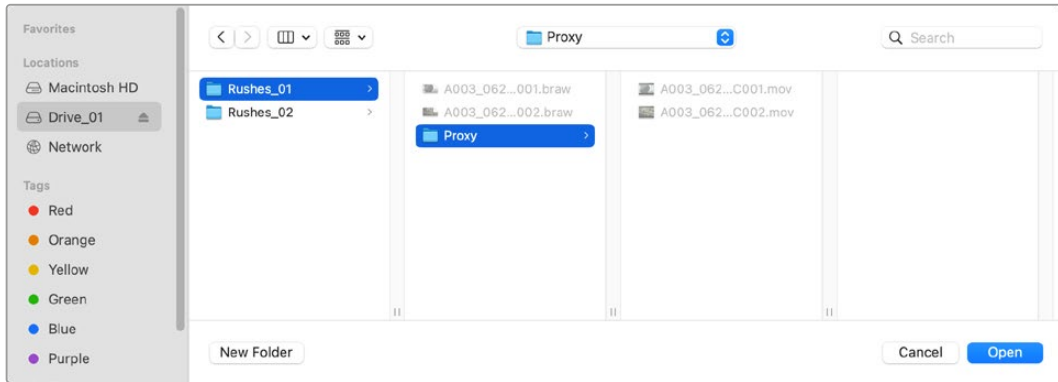 Favorites
Locations
Macintosh HD
Drive_01
Network
Tags
Red
Orange
Yellow
Green
Blue
Purple
Proxy
Search
Rushes_01
Rushes_02
A003_062...001.braw
A003_062...002.braw
Proxy
A003_062...C001.mov
A003_062...C002.mov
New Folder
Cancel
Open